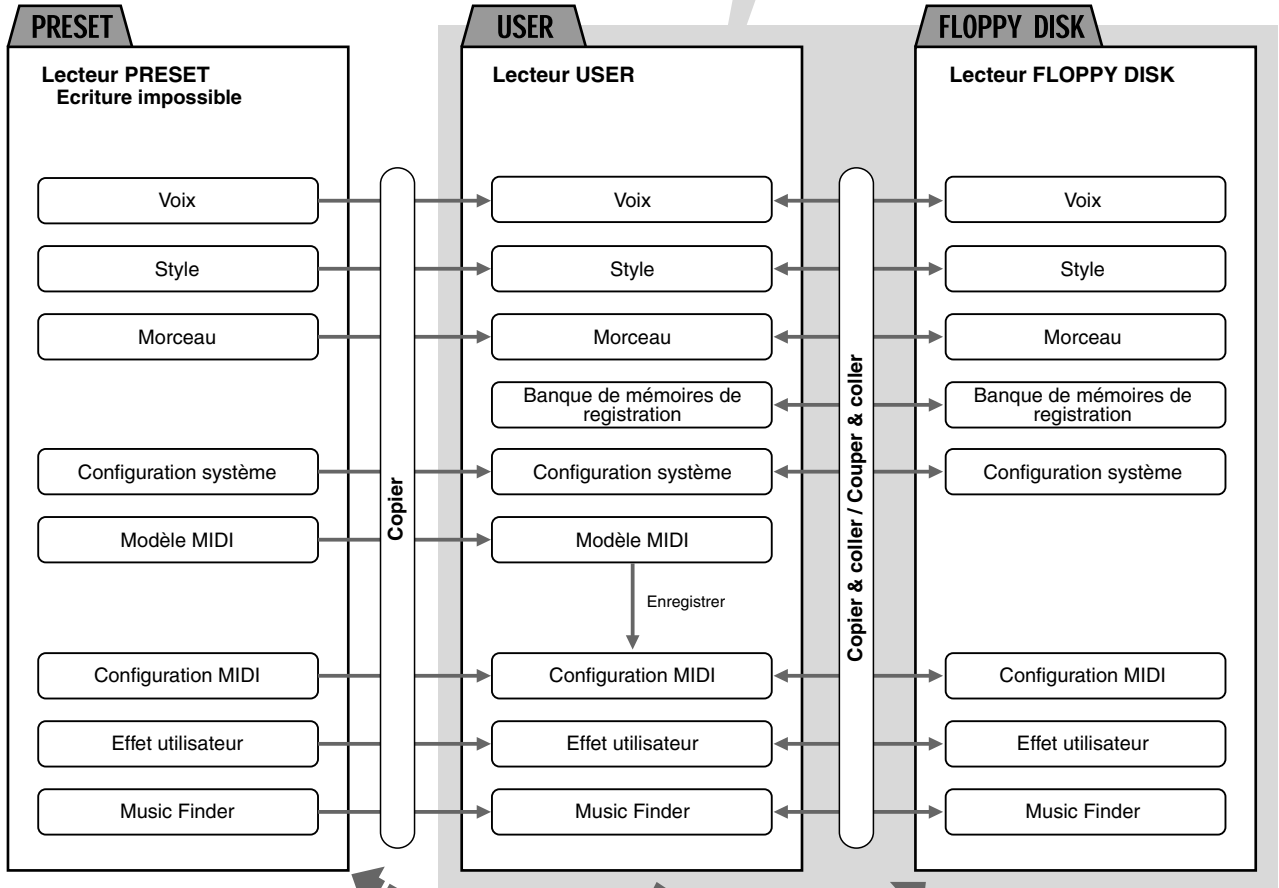 PRESET
Lecteur PRESET
Ecriture impossible
Voix
Style
Morceau
Configuration système
Modèle MIDI
Configuration MIDI
Effet utilisateur
Music Finder
Copier
USER
Lecteur USER
Voix
Style
Morceau
Banque de mémoires de
registration
Configuration système
Modèle MIDI
Enregistrer
Configuration MIDI
Effet utilisateur
Music Finder
Copier & coller / Couper & coller
FLOPPY DISK
Lecteur FLOPPY DISK
Voix
Style
Morceau
Banque de mémoires de
registration
Configuration système
Configuration MIDI
Effet utilisateur
Music Finder